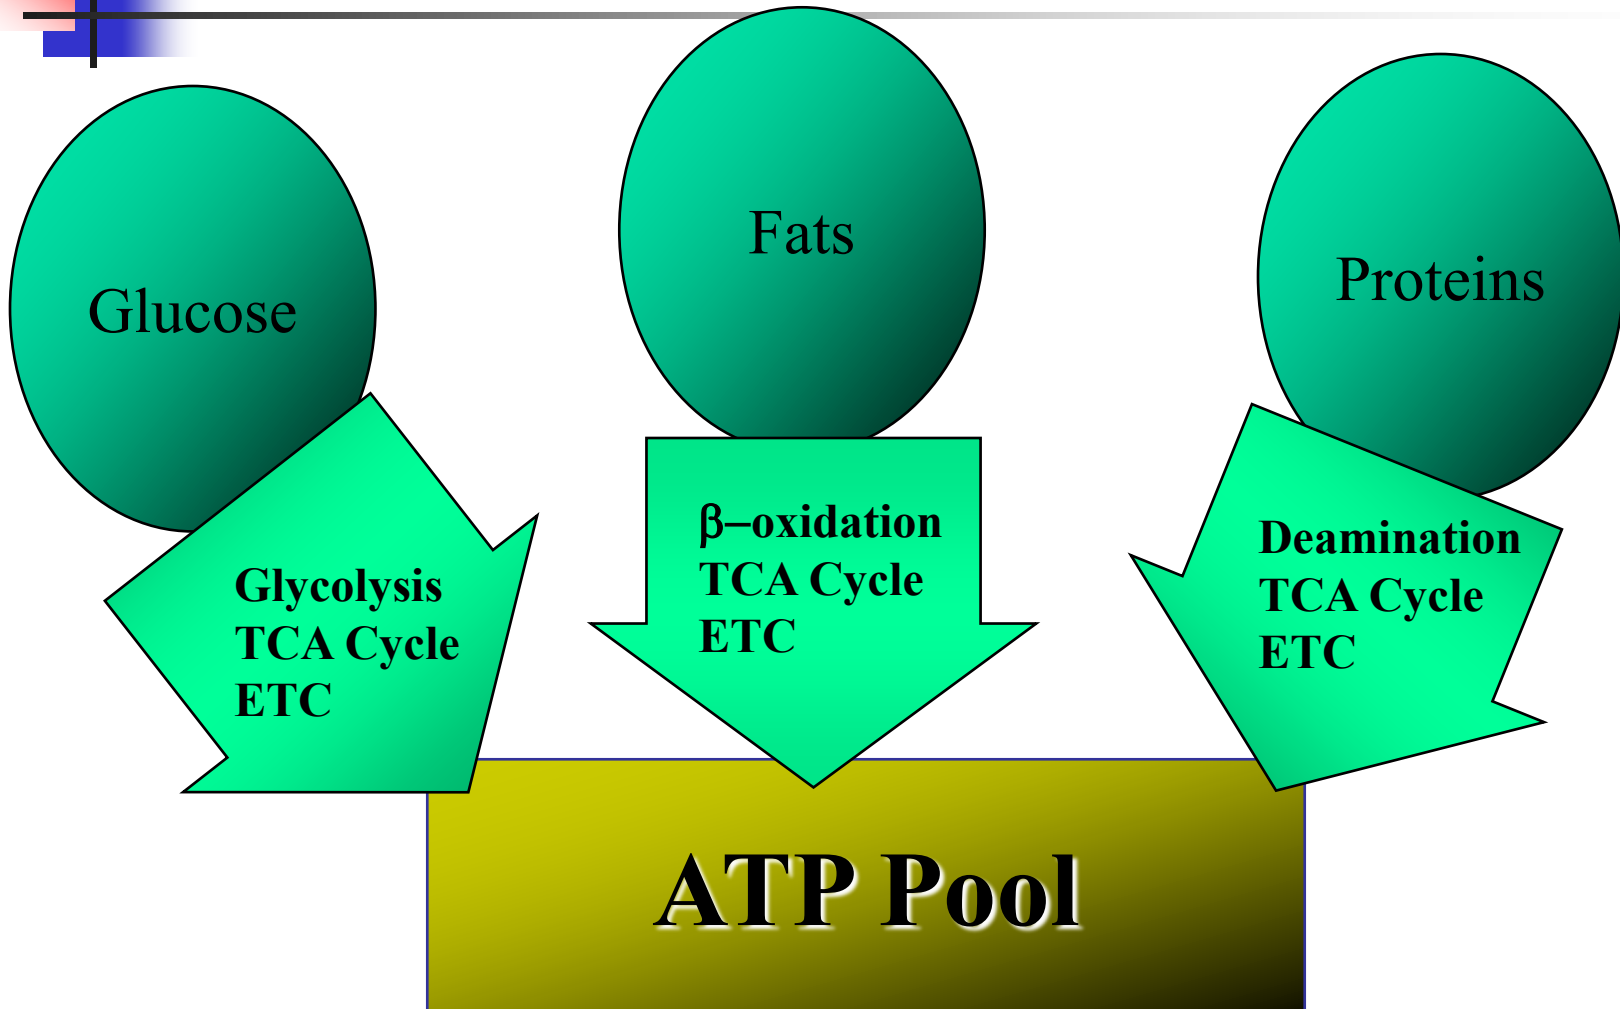 Glucose
Fats
Proteins
Glycolysis
TCA Cycle
ETC
β–oxidation
TCA Cycle
ETC
Deamination
TCA Cycle
ETC
ATP Pool